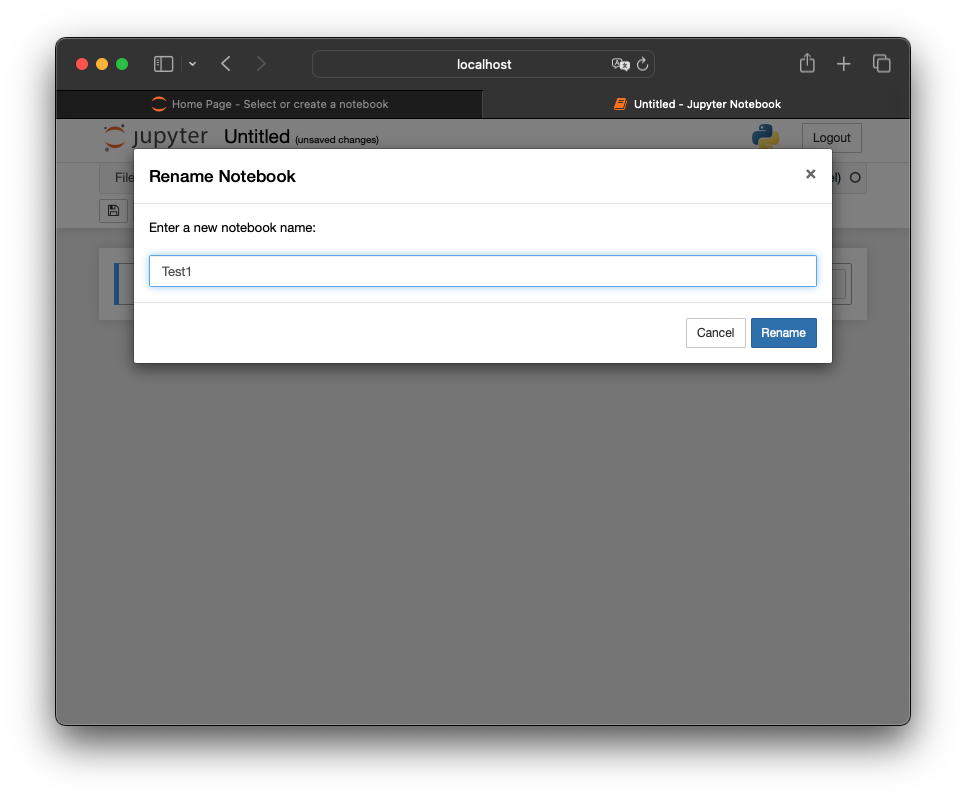 localhost
Home Page - Select or create a notebook
Untitled - Jupyter Notebook
jupyter Untitled (unsaved changes)
Logout
File
Rename Notebook
Enter a new notebook name:
Test1
Cancel Rename